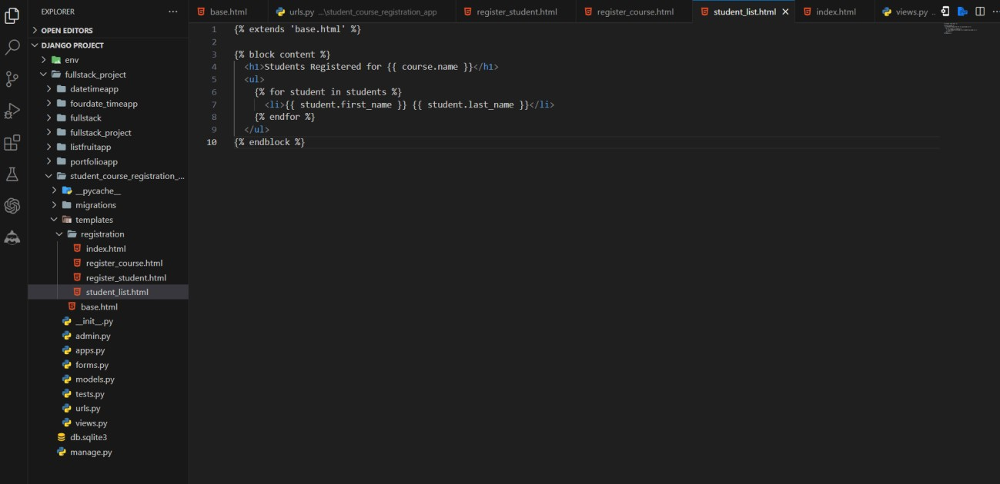 EXPLORER
OPEN EDITORS
DJANGO PROJECT
env
fullstack_project
datetimeapp
fourdate_timeapp
fullstack
fullstack_project
listfruitapp
portfolioapp
student_course_registration_...
__pycache__
migrations
templates
registration
index.html
register_course.html
register_student.html
student_list.html
base.html
__init__.py
admin.py
apps.py
forms.py
models.py
tests.py
urls.py
views.py
db.sqlite3
manage.py
base.html urls.py ...\student_course_registration_app register_student.html register_course.html student_list.html index.html views.py ..
1 {% extends 'base.html' %}
2
3 {% block content %}
4 <h1>Students Registered for {{ course.name }}</h1>
5 <ul>
6 {% for student in students %}
7 <li>{{ student.first_name }} {{ student.last_name }}</li>
8 {% endfor %}
9 </ul>
10 {% endblock %}